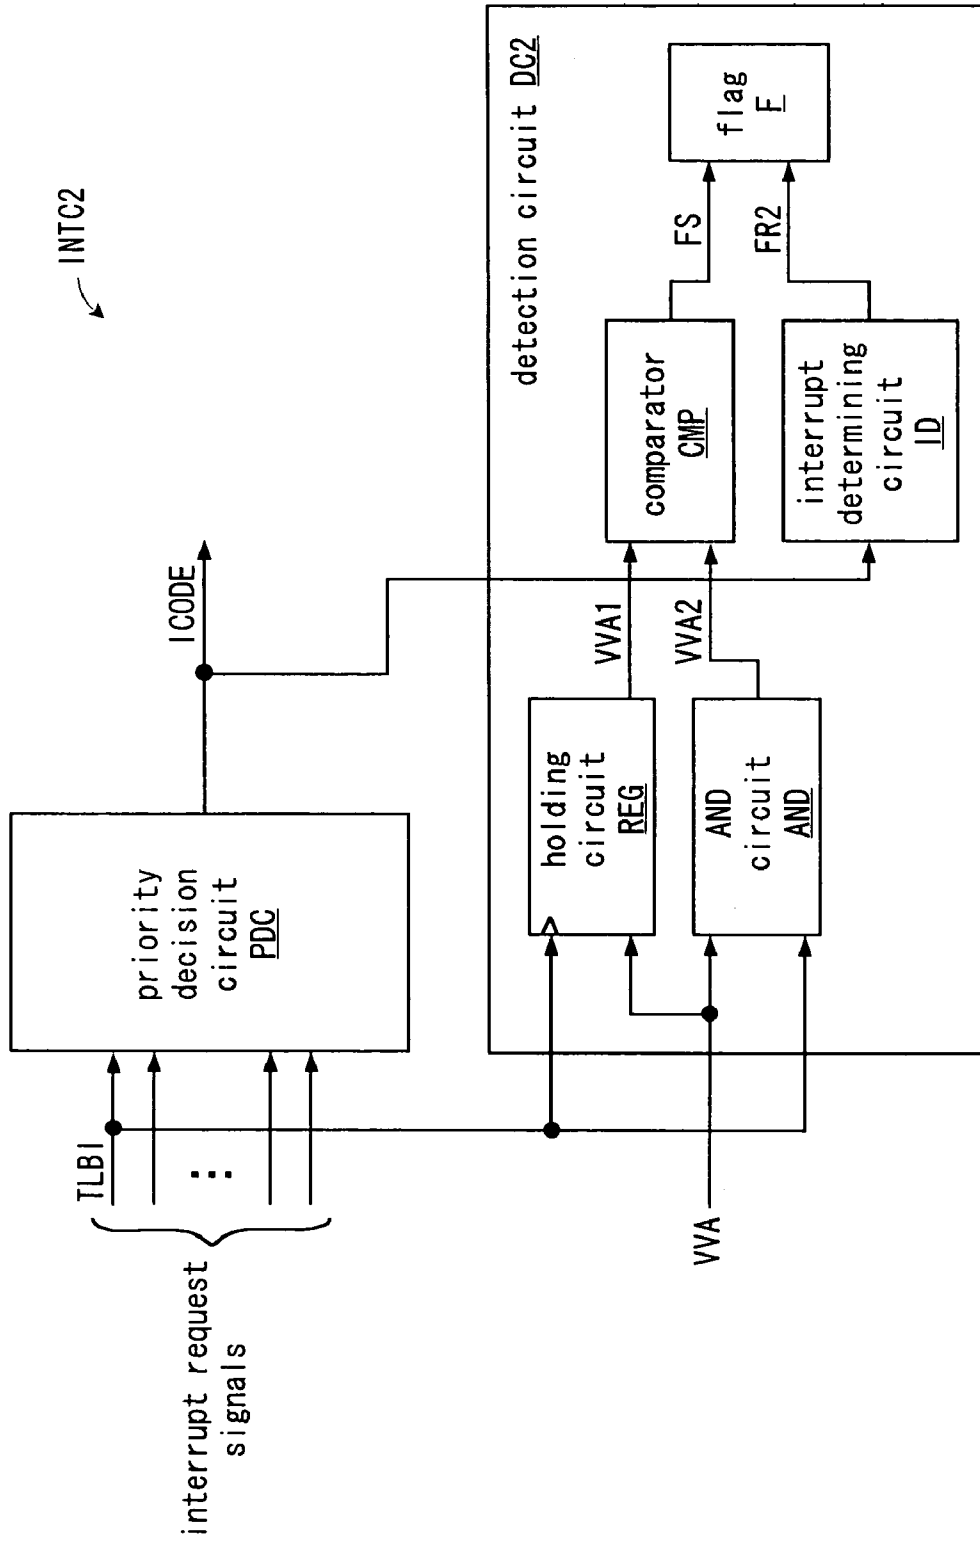 INTC2
interrupt request
signals
TLBI
priority
decision
circuit
PDC
ICODE
detection circuit DC2
VVA
holding
circuit
REG
AND
circuit
AND
VVA1
VVA2
comparator
CMP
interrupt
determining
circuit
ID
FS
FR2
flag
F